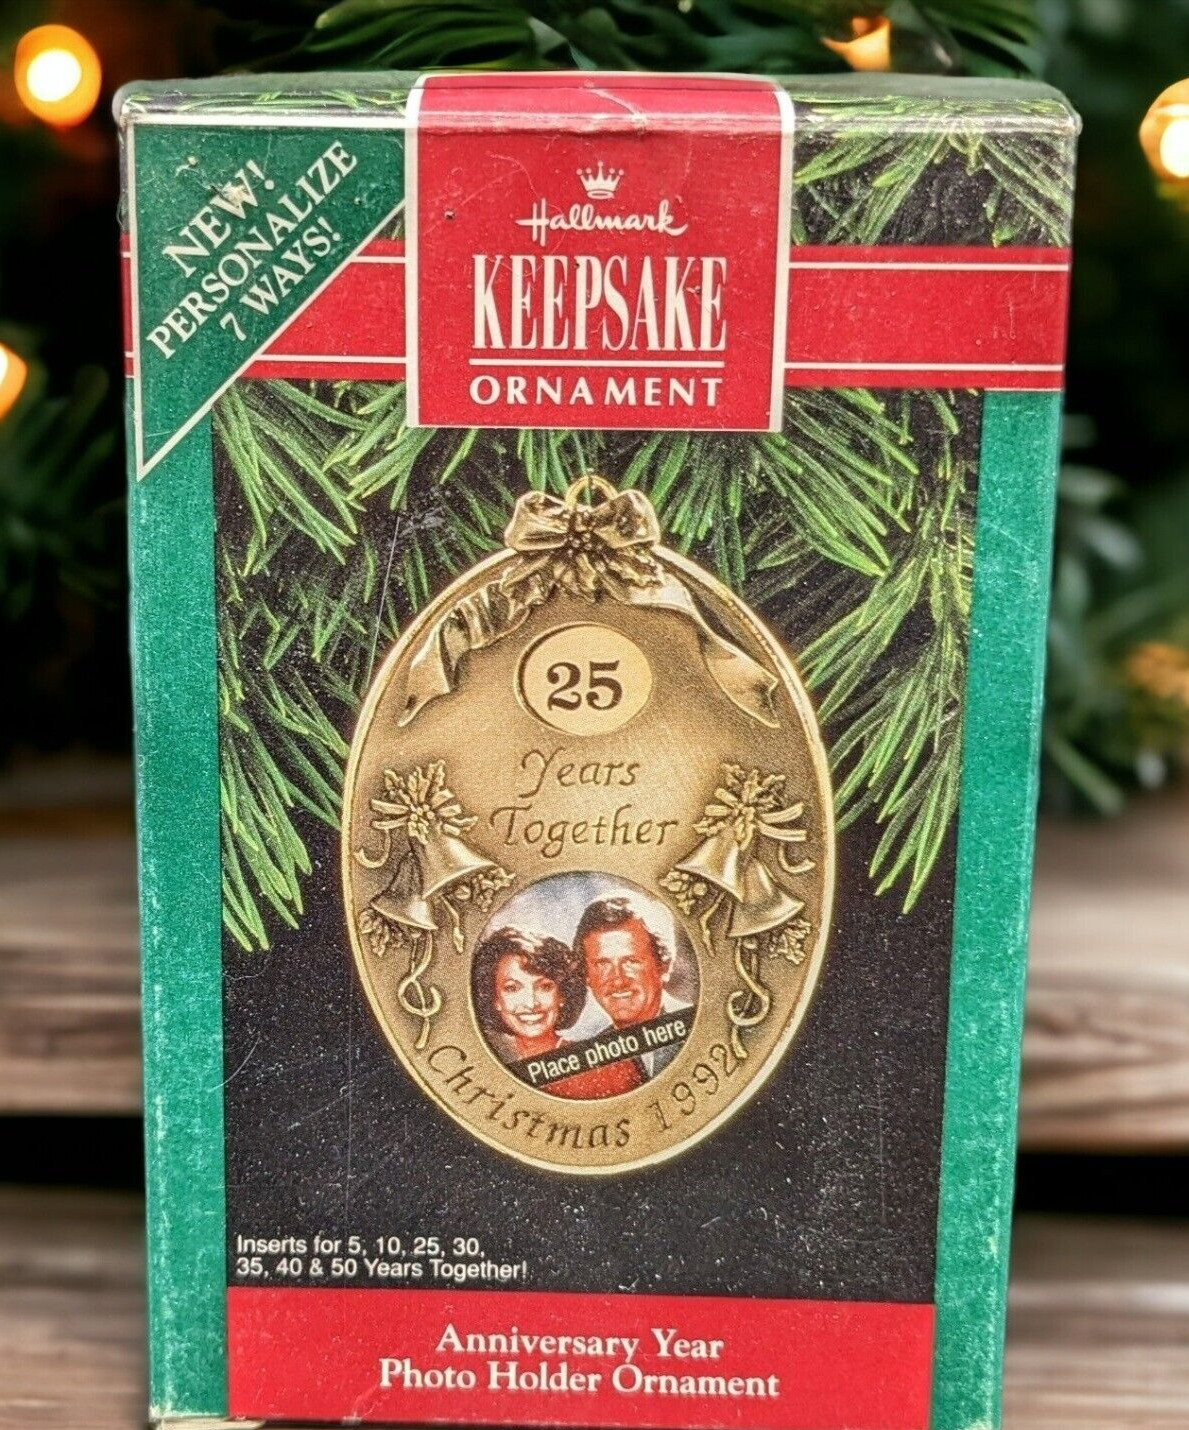 NEW!
PERSONALIZE
7 WAYS!
Hallmark
KEEPSAKE
ORNAMENT
25
Years
Together
Place photo here
Christmas 1992
Inserts for 5, 10, 25, 30,
35, 40 & 50 Years Together!
Anniversary Year
Photo Holder Ornament